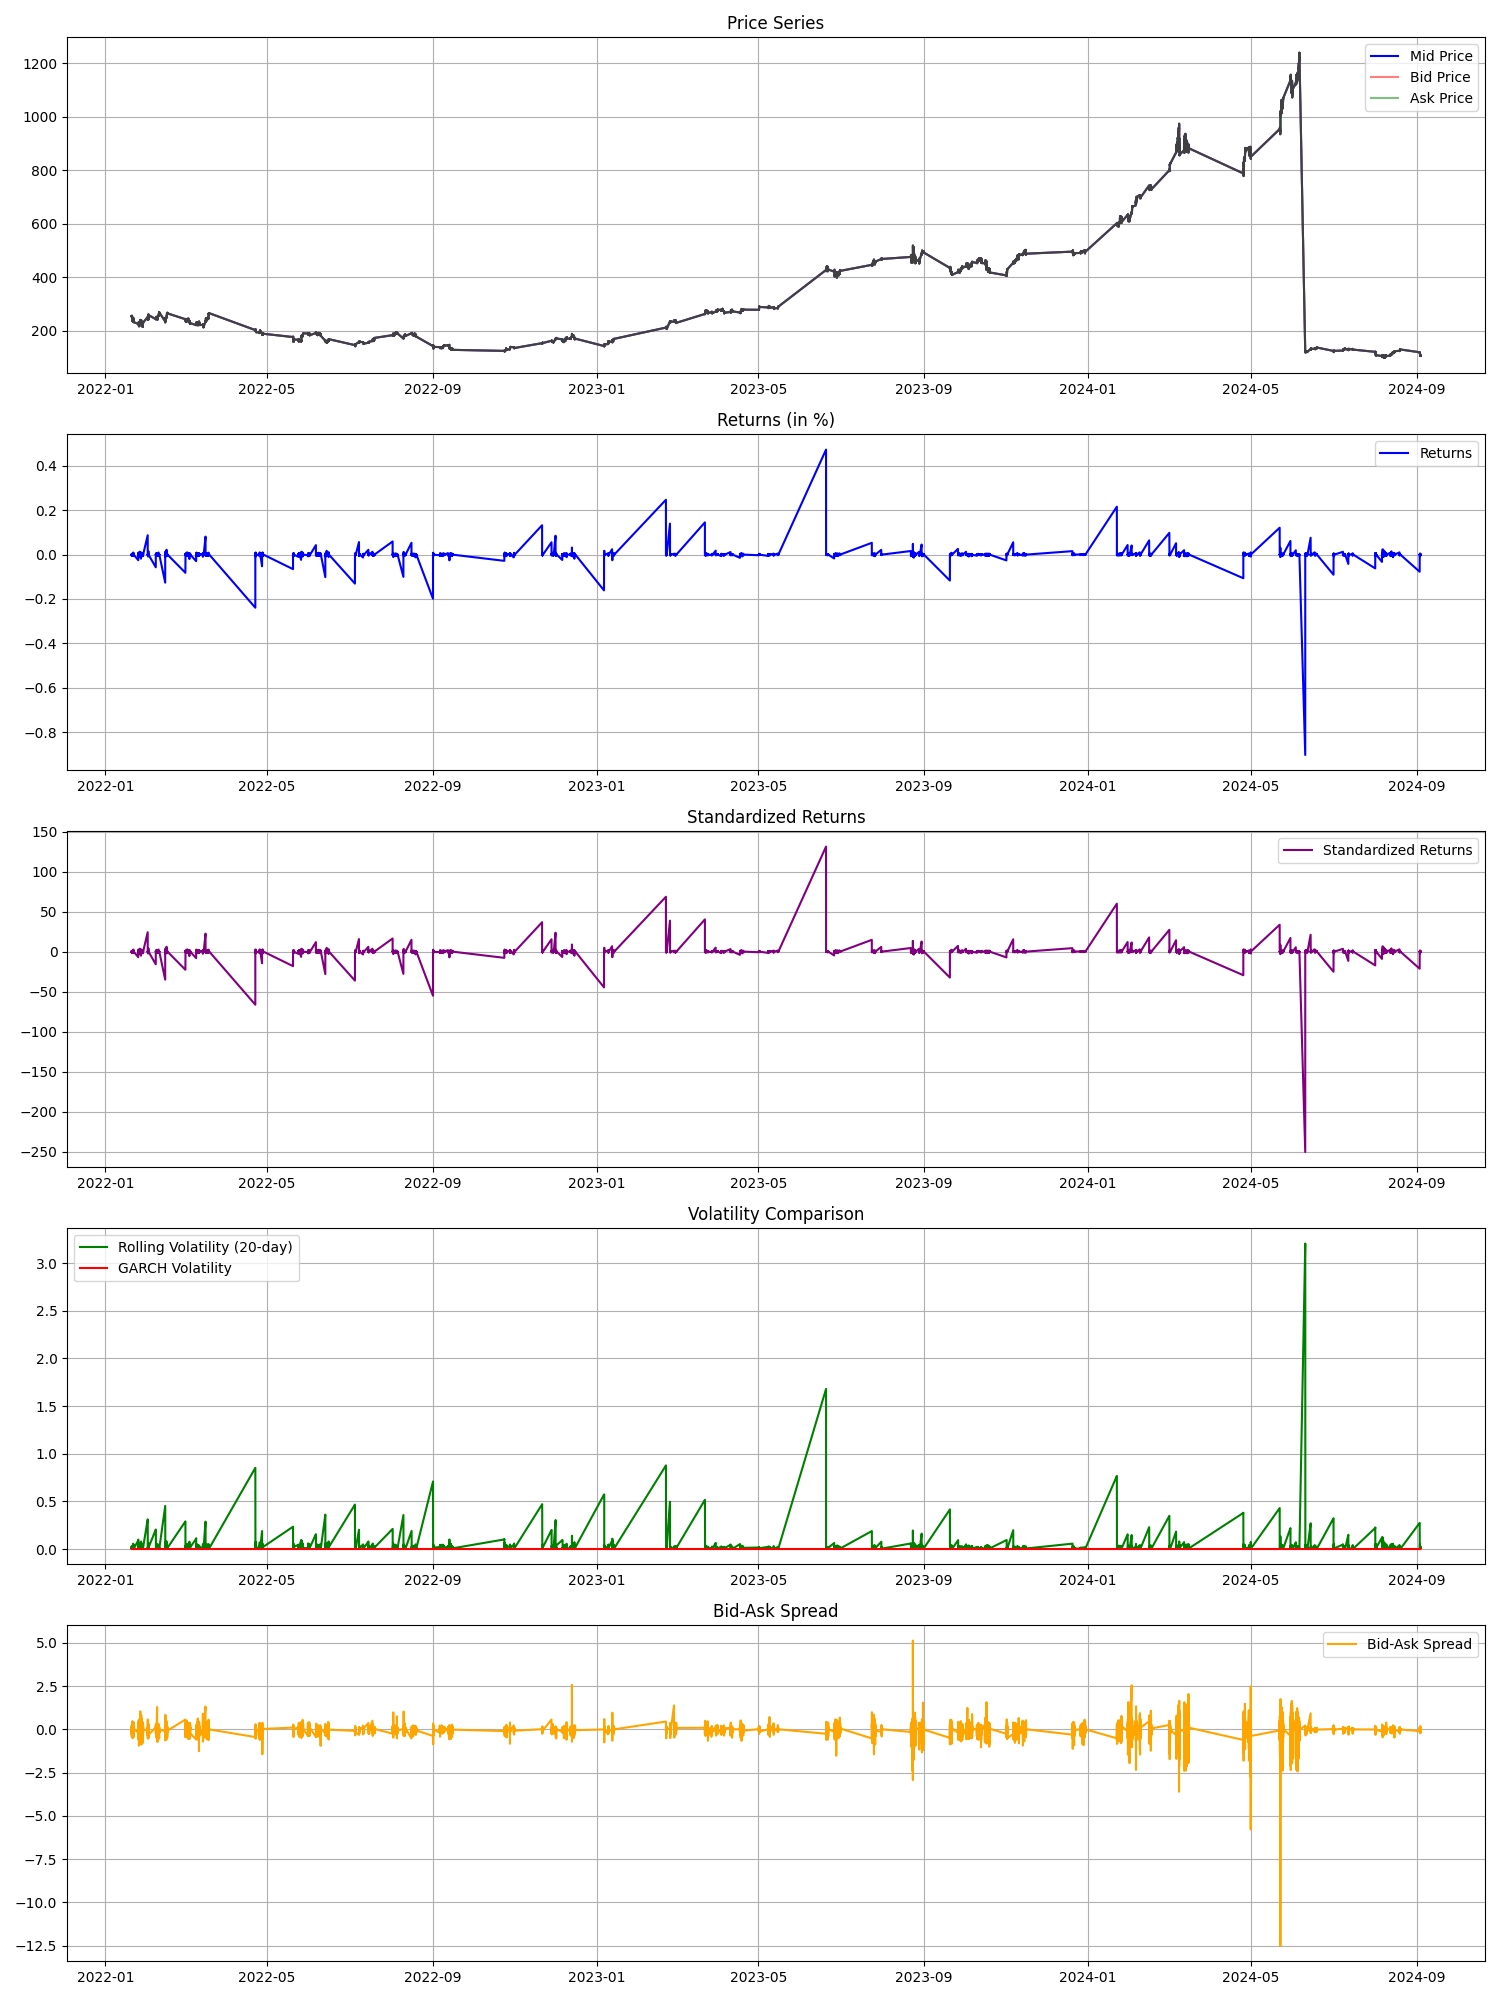 Price Series
1200
1000
800
600
400
200
Mid Price
Bid Price
Ask Price
2022-01 2022-05 2022-09 2023-01 2023-05 2023-09 2024-01 2024-05 2024-09
Returns (in %)
0.4
0.2
0.0
−0.2
−0.4
−0.6
−0.8
Returns
2022-01 2022-05 2022-09 2023-01 2023-05 2023-09 2024-01 2024-05 2024-09
Standardized Returns
150
100
50
0
−50
−100
−150
−200
−250
Standardized Returns
2022-01 2022-05 2022-09 2023-01 2023-05 2023-09 2024-01 2024-05 2024-09
Volatility Comparison
3.0
2.5
2.0
1.5
1.0
0.5
0.0
Rolling Volatility (20-day)
GARCH Volatility
2022-01 2022-05 2022-09 2023-01 2023-05 2023-09 2024-01 2024-05 2024-09
Bid-Ask Spread
5.0
2.5
0.0
−2.5
−5.0
−7.5
−10.0
−12.5
Bid-Ask Spread
2022-01 2022-05 2022-09 2023-01 2023-05 2023-09 2024-01 2024-05 2024-09